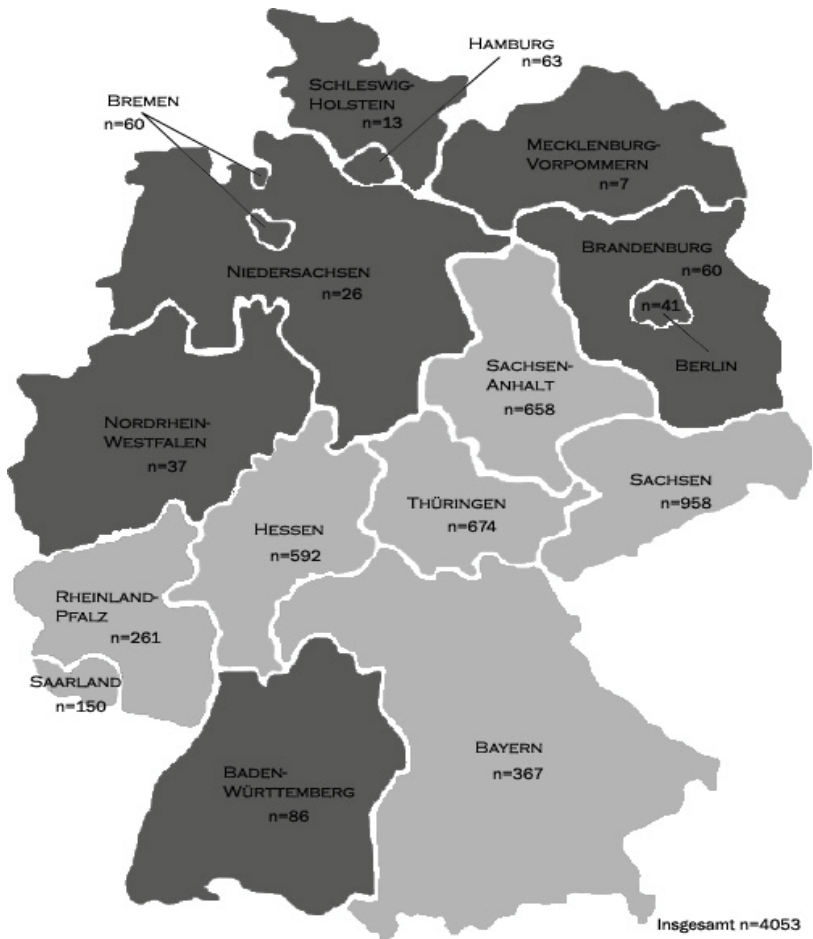 HAMBURG
n=63
SCHLESWIG-
HOLSTEIN
n=13
BREMEN
n=60
MECKLENBURG-
VORPOMMERN
n=7
NIEDERSACHSEN
n=26
BRANDENBURG
n=60
n=41
BERLIN
SACHSEN-
ANHALT
n=658
NORDRHEIN-
WESTFALEN
n=37
SACHSEN
n=958
THÜRINGEN
n=674
HESSEN
n=592
RHEINLAND-
PFALZ
n=261
SAARLAND
n=150
BAYERN
n=367
BADEN-
WÜRTTEMBERG
n=86
Insgesamt n=4053